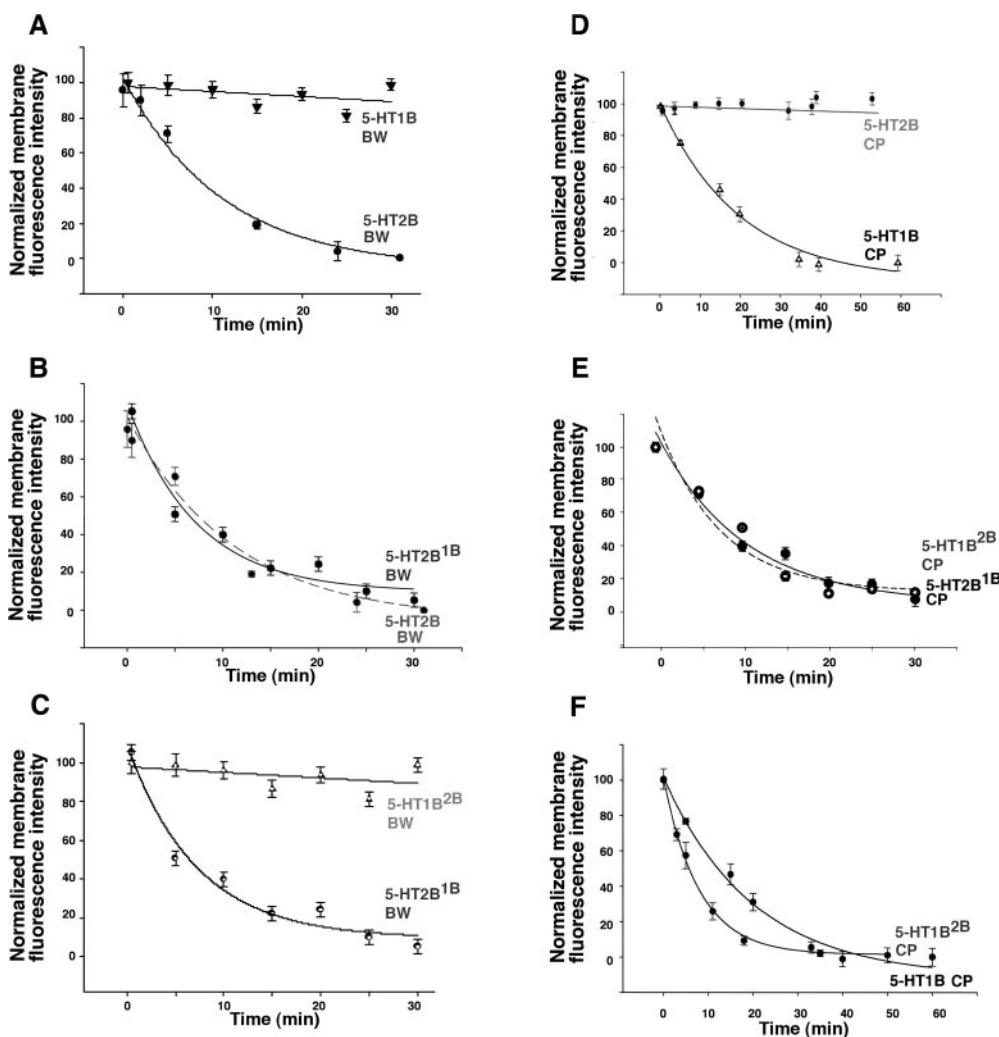 A
Normalized membrane
fluorescence intensity
100
80
60
40
20
0
5-HT1B
BW
5-HT2B
BW
0 10 20 30
Time (min)
B
Normalized membrane
fluorescence intensity
100
80
60
40
20
0
5-HT2B1B
BW
5-HT2B
BW
0 10 20 30
Time (min)
C
Normalized membrane
fluorescence intensity
100
80
60
40
20
0
5-HT1B2B
BW
5-HT2B1B
BW
0 10 20 30
Time (min)
D
Normalized membrane
fluorescence intensity
100
80
60
40
20
0
5-HT2B
CP
5-HT1B
CP
0 10 20 30 40 50 60
Time (min)
E
Normalized membrane
fluorescence intensity
100
80
60
40
20
0
5-HT1B2B
CP
5-HT2B1B
CP
0 10 20 30
Time (min)
F
Normalized membrane
fluorescence intensity
100
80
60
40
20
0
5-HT1B2B
CP
5-HT1B CP
0 10 20 30 40 50 60
Time (min)